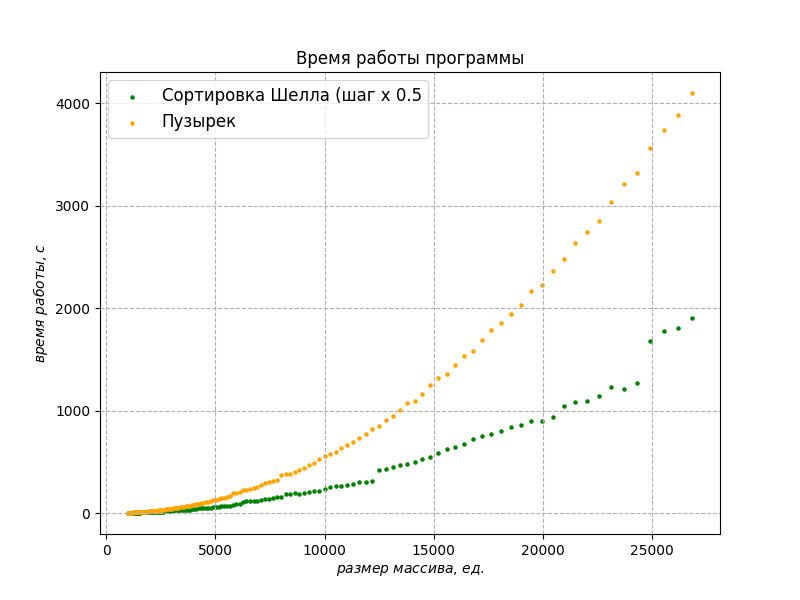 Время работы программы
Сортировка Шелла (шаг x 0.5
Пузырек
4000
3000
2000
1000
0
время работы, с
0
5000
10000
15000
20000
25000
размер массива, ед.